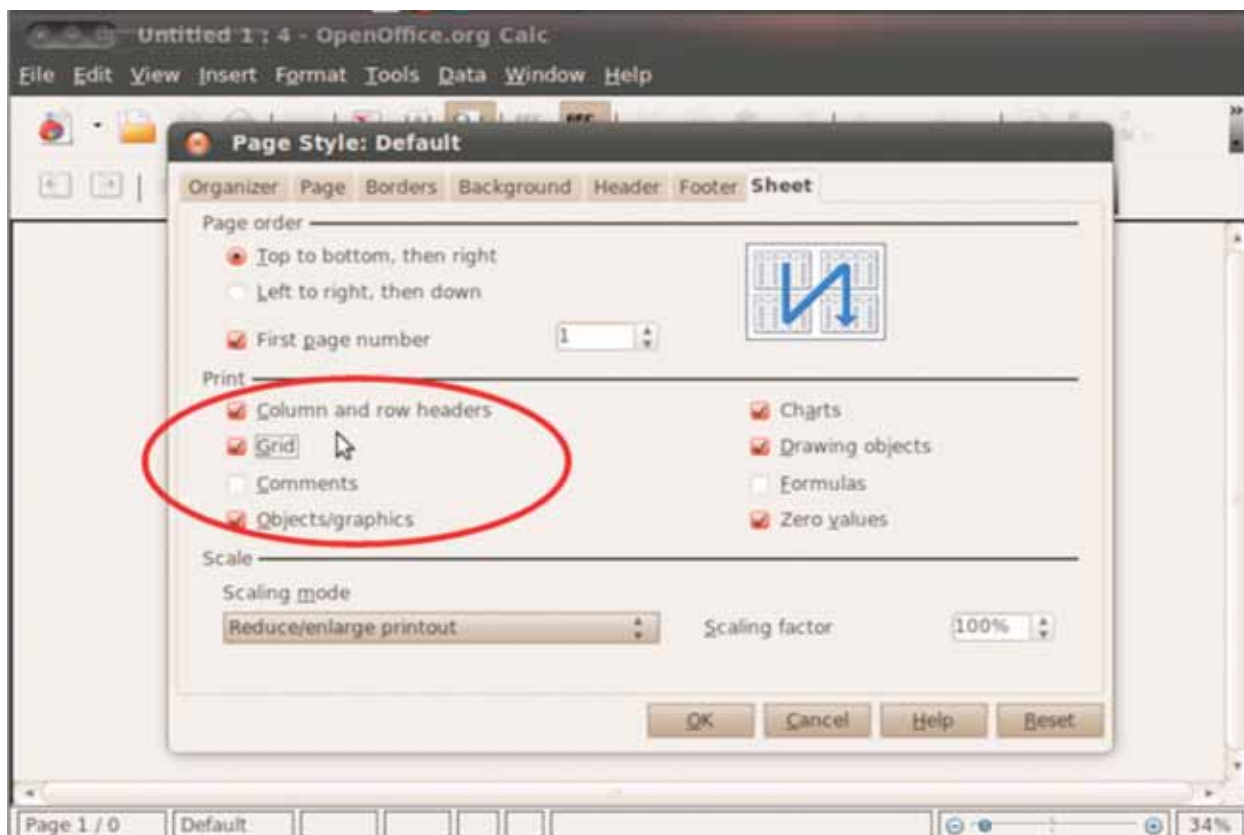 Untitled 1 : 4 - OpenOffice.org Calc
File Edit View Insert Format Tools Data Window Help
Page Style: Default
Organizer Page Borders Background Header Footer Sheet
Page order
Top to bottom, then right
Left to right, then down
First page number 1
Print
Column and row headers Charts
Grid Drawing objects
Comments Formulas
Objects/graphics Zero values
Scale
Scaling mode
Reduce/enlarge printout Scaling factor 100%
OK Cancel Help Reset
Page 1 / 0 Default 34%